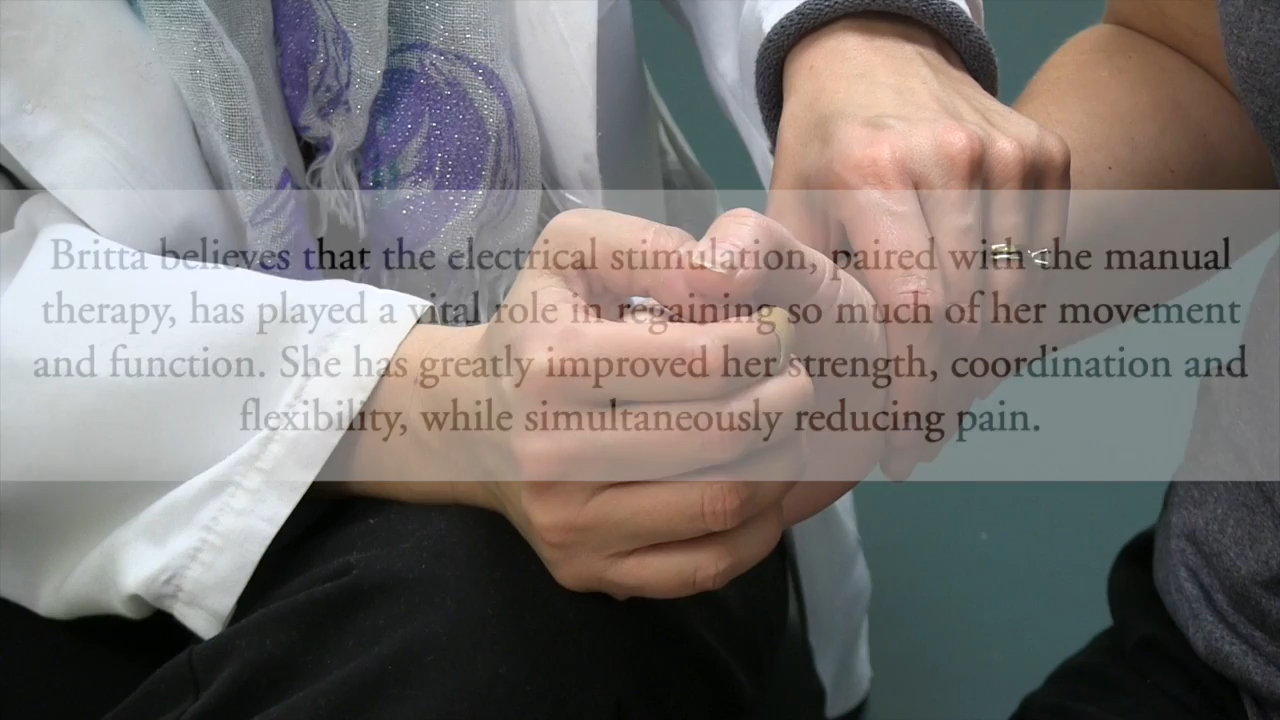 Britta believes that the electrical stimulation, paired with the manual
therapy, has played a vital role in regaining so much of her movement
and function. She has greatly improved her strength, coordination and
flexibility, while simultaneously reducing pain.